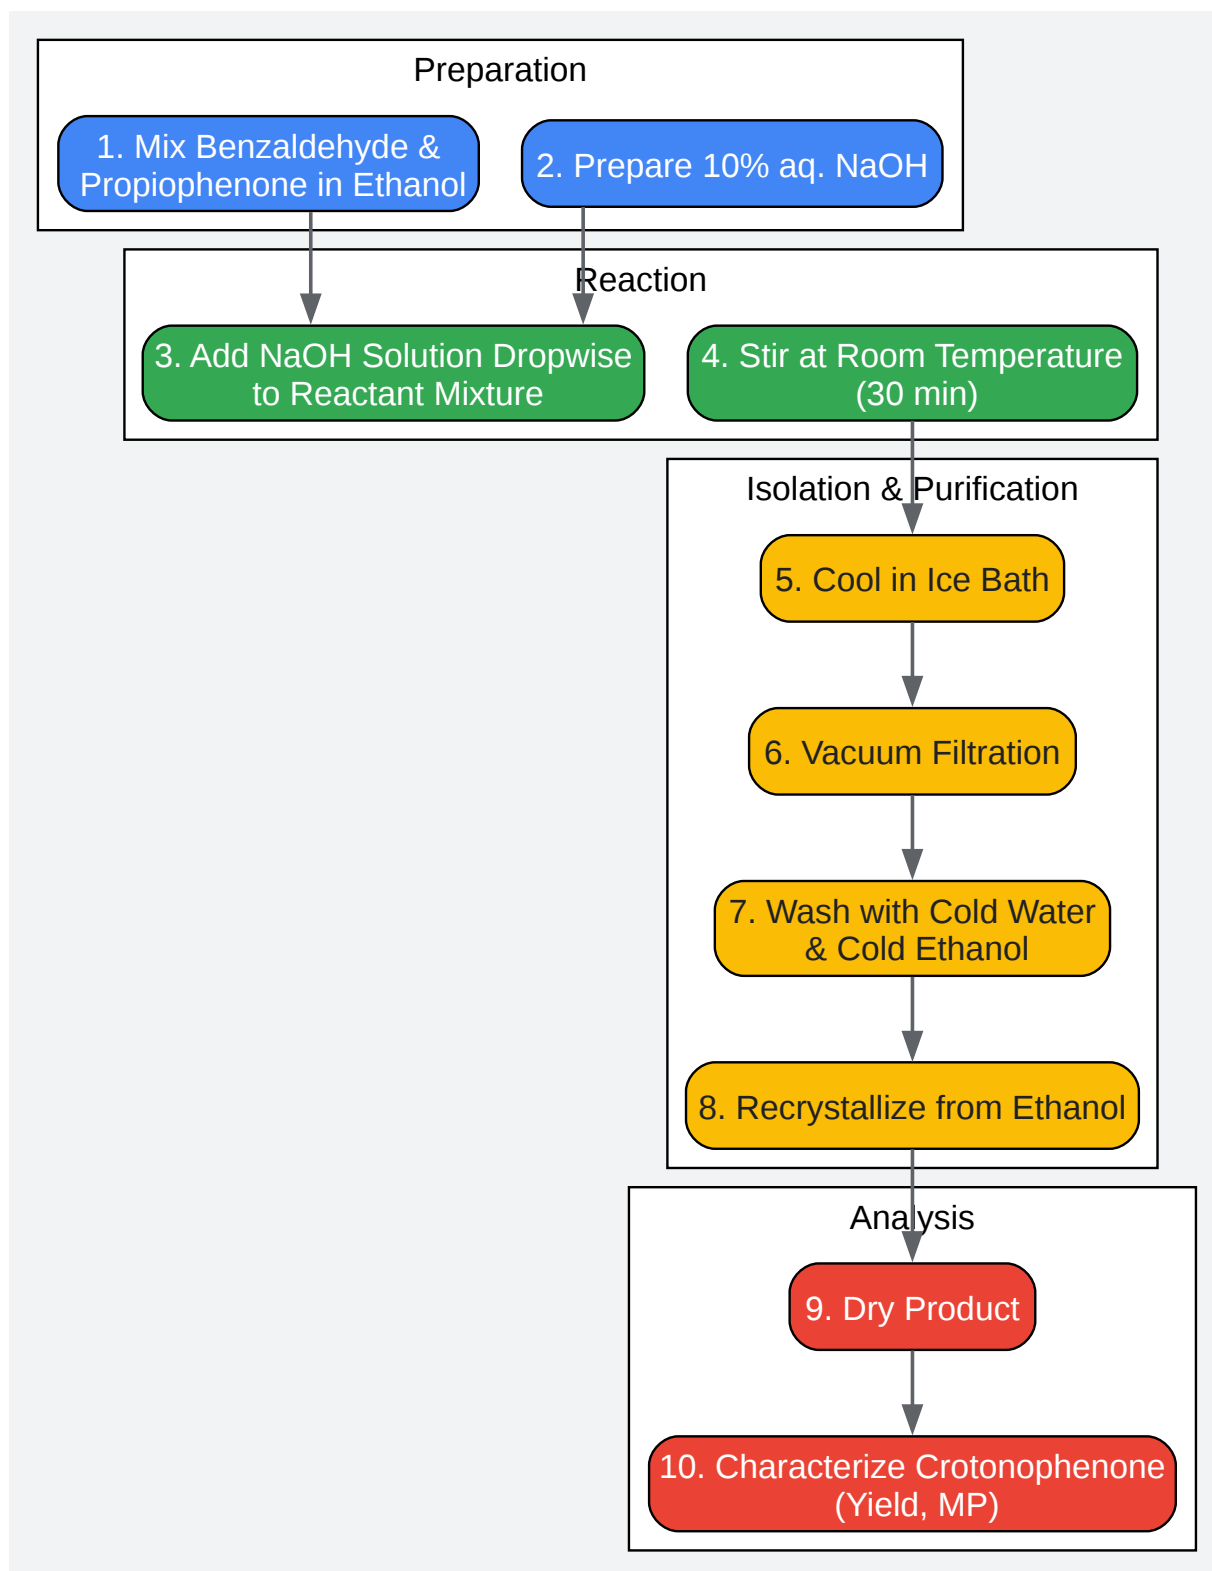 Preparation
1. Mix Benzaldehyde &
Propiophenone in Ethanol
2. Prepare 10% aq. NaOH
Reaction
3. Add NaOH Solution Dropwise
to Reactant Mixture
4. Stir at Room Temperature
(30 min)
Isolation & Purification
5. Cool in Ice Bath
6. Vacuum Filtration
7. Wash with Cold Water
& Cold Ethanol
8. Recrystallize from Ethanol
Analysis
9. Dry Product
10. Characterize Crotonophenone
(Yield, MP)